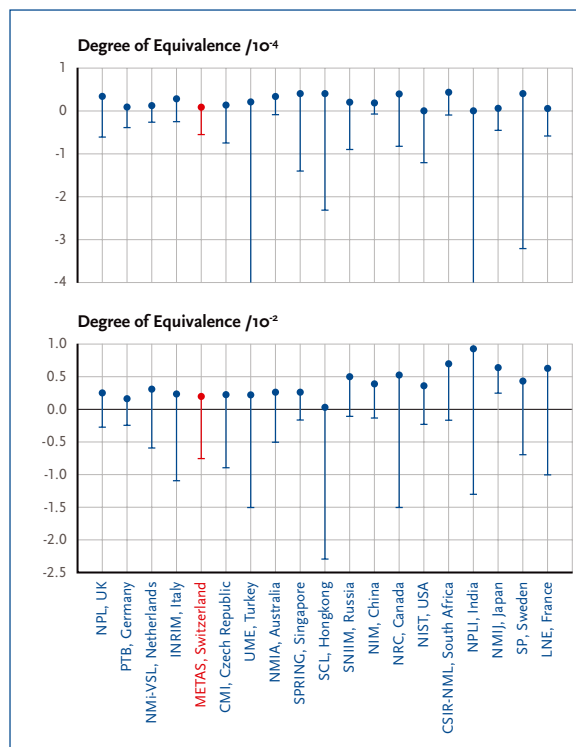 Degree of Equivalence /10⁻⁴
1
0
-1
-2
-3
-4
Degree of Equivalence /10⁻²
1.0
0.5
0.0
-0.5
-1.0
-1.5
-2.0
-2.5
NPL, UK
PTB, Germany
NMi-VSL, Netherlands
INRIM, Italy
METAS, Switzerland
CMI, Czech Republic
UME, Turkey
NMIA, Australia
SPRING, Singapore
SCL, Hongkong
SNIIM, Russia
NIM, China
NRC, Canada
NIST, USA
CSIR-NML, South Africa
NPLI, India
NMIJ, Japan
SP, Sweden
LNE, France